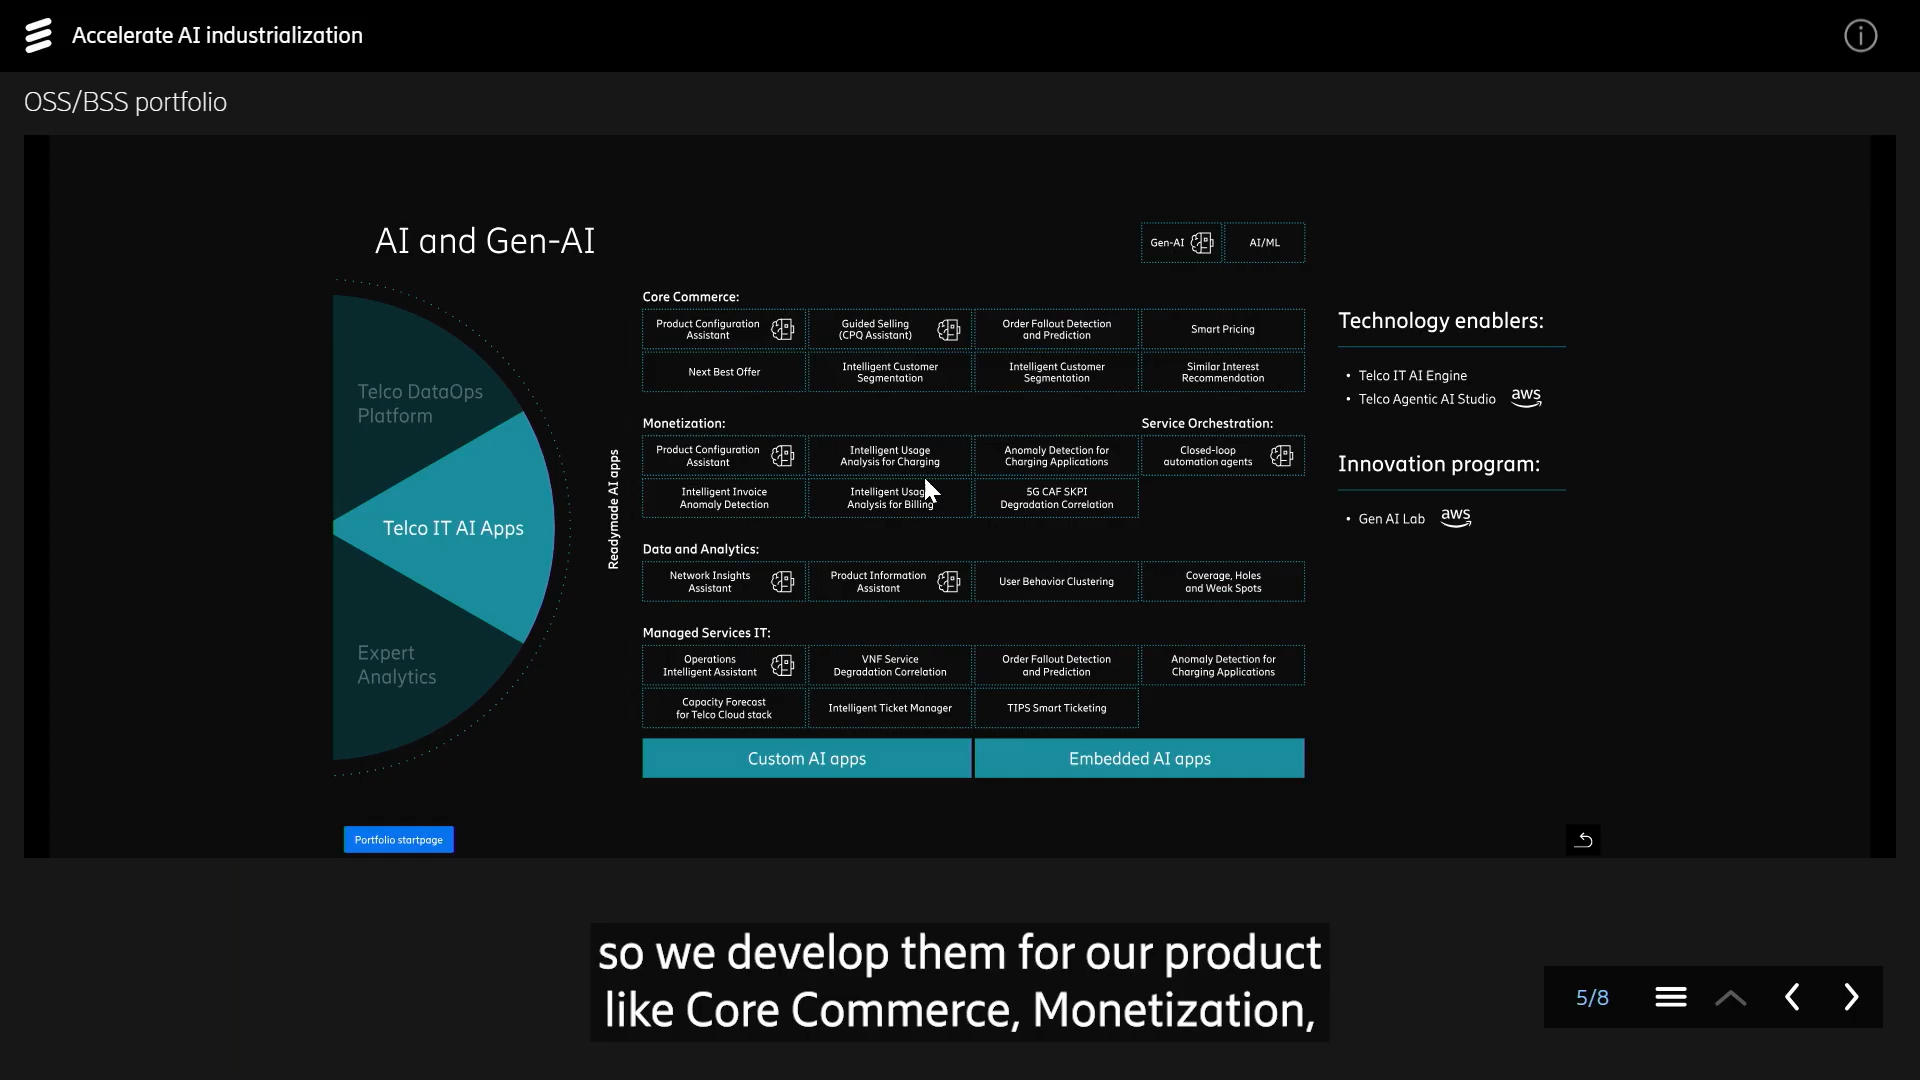 Accelerate AI industrialization
OSS/BSS portfolio
AI and Gen-AI
Gen-AI
AI/ML
Telco DataOps
Platform
Telco IT AI Apps
Expert
Analytics
Readymade AI apps
Core Commerce:
Product Configuration
Assistant
Guided Selling
(CPQ Assistant)
Order Fallout Detection
and Prediction
Smart Pricing
Next Best Offer
Intelligent Customer
Segmentation
Intelligent Customer
Segmentation
Similar Interest
Recommendation
Monetization:
Service Orchestration:
Product Configuration
Assistant
Intelligent Usage
Analysis for Charging
Anomaly Detection for
Charging Applications
Closed-loop
automation agents
Intelligent Invoice
Anomaly Detection
Intelligent Usage
Analysis for Billing
5G CAF SKPI
Degradation Correlation
Data and Analytics:
Network Insights
Assistant
Product Information
Assistant
User Behavior Clustering
Coverage, Holes
and Weak Spots
Managed Services IT:
Operations
Intelligent Assistant
VNF Service
Degradation Correlation
Order Fallout Detection
and Prediction
Anomaly Detection for
Charging Applications
Capacity Forecast
for Telco Cloud stack
Intelligent Ticket Manager
TIPS Smart Ticketing
Custom AI apps
Embedded AI apps
Technology enablers:
• Telco IT AI Engine
• Telco Agentic AI Studio aws
Innovation program:
• Gen AI Lab aws
Portfolio startpage
so we develop them for our product
like Core Commerce, Monetization,
5/8